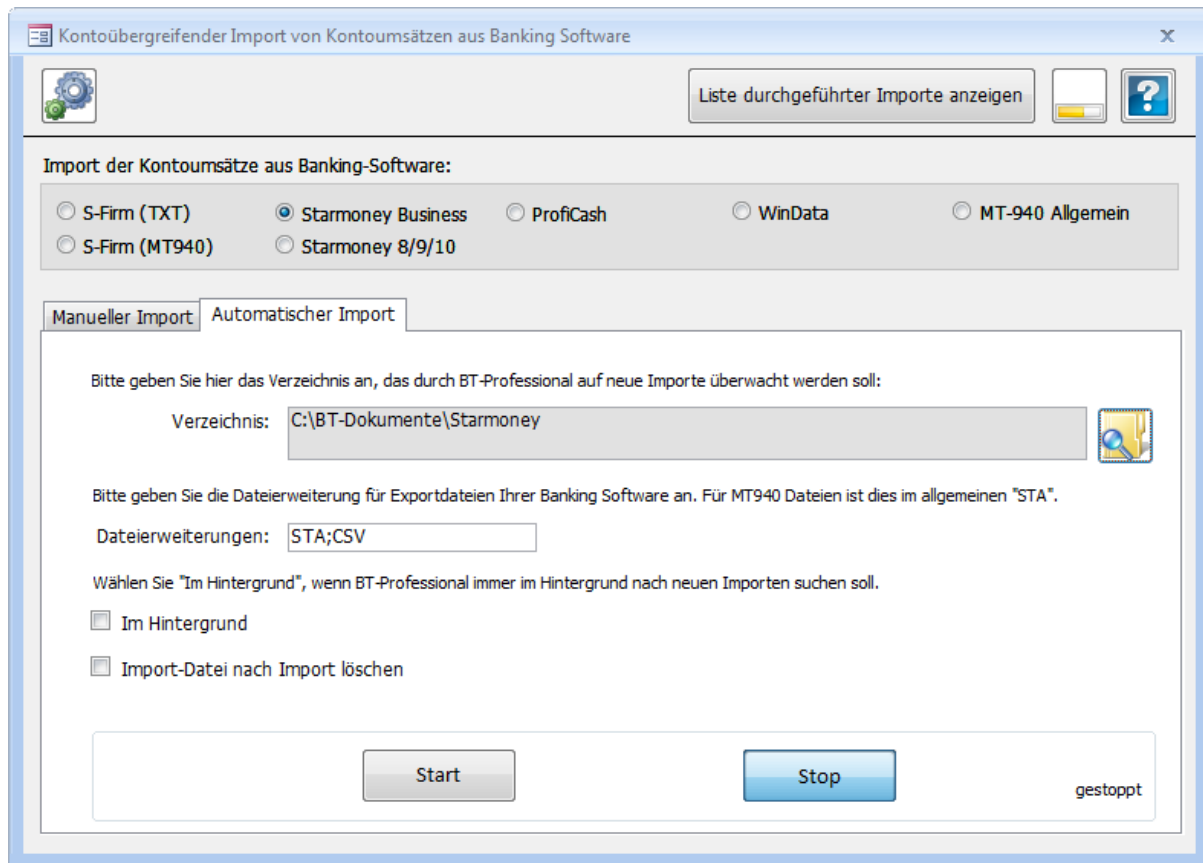 Kontoübergreifender Import von Kontoumsätzen aus Banking Software
Liste durchgeführter Importe anzeigen
?
Import der Kontoumsätze aus Banking-Software:
S-Firm (TXT) Starmoney Business ProfiCash WinData MT-940 Allgemein
S-Firm (MT940) Starmoney 8/9/10
Manueller Import Automatischer Import
Bitte geben Sie hier das Verzeichnis an, das durch BT-Professional auf neue Importe überwacht werden soll:
Verzeichnis: C:\BT-Dokumente\Starmoney
Bitte geben Sie die Dateierweiterung für Exportdateien Ihrer Banking Software an. Für MT940 Dateien ist dies im allgemeinen "STA".
Dateierweiterungen: STA;CSV
Wählen Sie "Im Hintergrund", wenn BT-Professional immer im Hintergrund nach neuen Importen suchen soll.
Im Hintergrund
Import-Datei nach Import löschen
Start Stop gestoppt